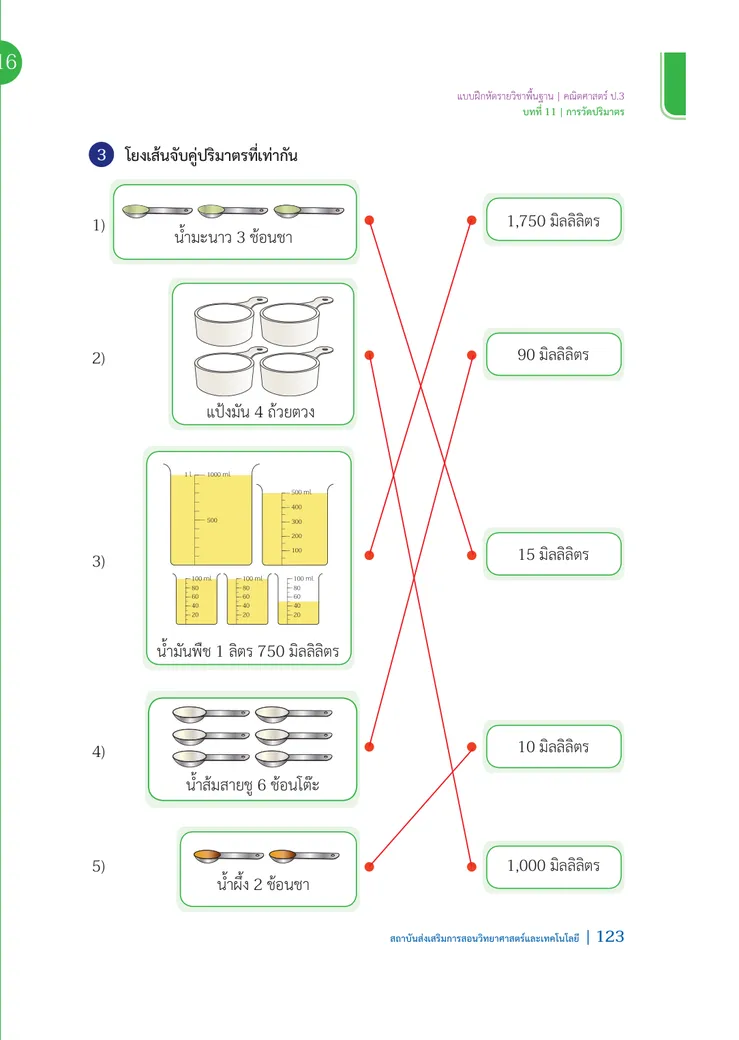 16
แบบฝึกหัดรายวิชาพื้นฐาน | คณิตศาสตร์ ป.3
บทที่ 11 | การวัดปริมาตร
3 โยงเส้นจับคู่ปริมาตรที่เท่ากัน
1)
น้ำมะนาว 3 ช้อนชา
1,750 มิลลิลิตร
2)
แป้งมัน 4 ถ้วยตวง
90 มิลลิลิตร
3)
1 l 1000 ml
500
500 ml
400
300
200
100
100 ml
80
60
40
20
100 ml
80
60
40
20
100 ml
80
60
40
20
น้ำมันพืช 1 ลิตร 750 มิลลิลิตร
15 มิลลิลิตร
4)
น้ำส้มสายชู 6 ช้อนโต๊ะ
10 มิลลิลิตร
5)
น้ำผึ้ง 2 ช้อนชา
1,000 มิลลิลิตร
สถาบันส่งเสริมการสอนวิทยาศาสตร์และเทคโนโลยี | 123